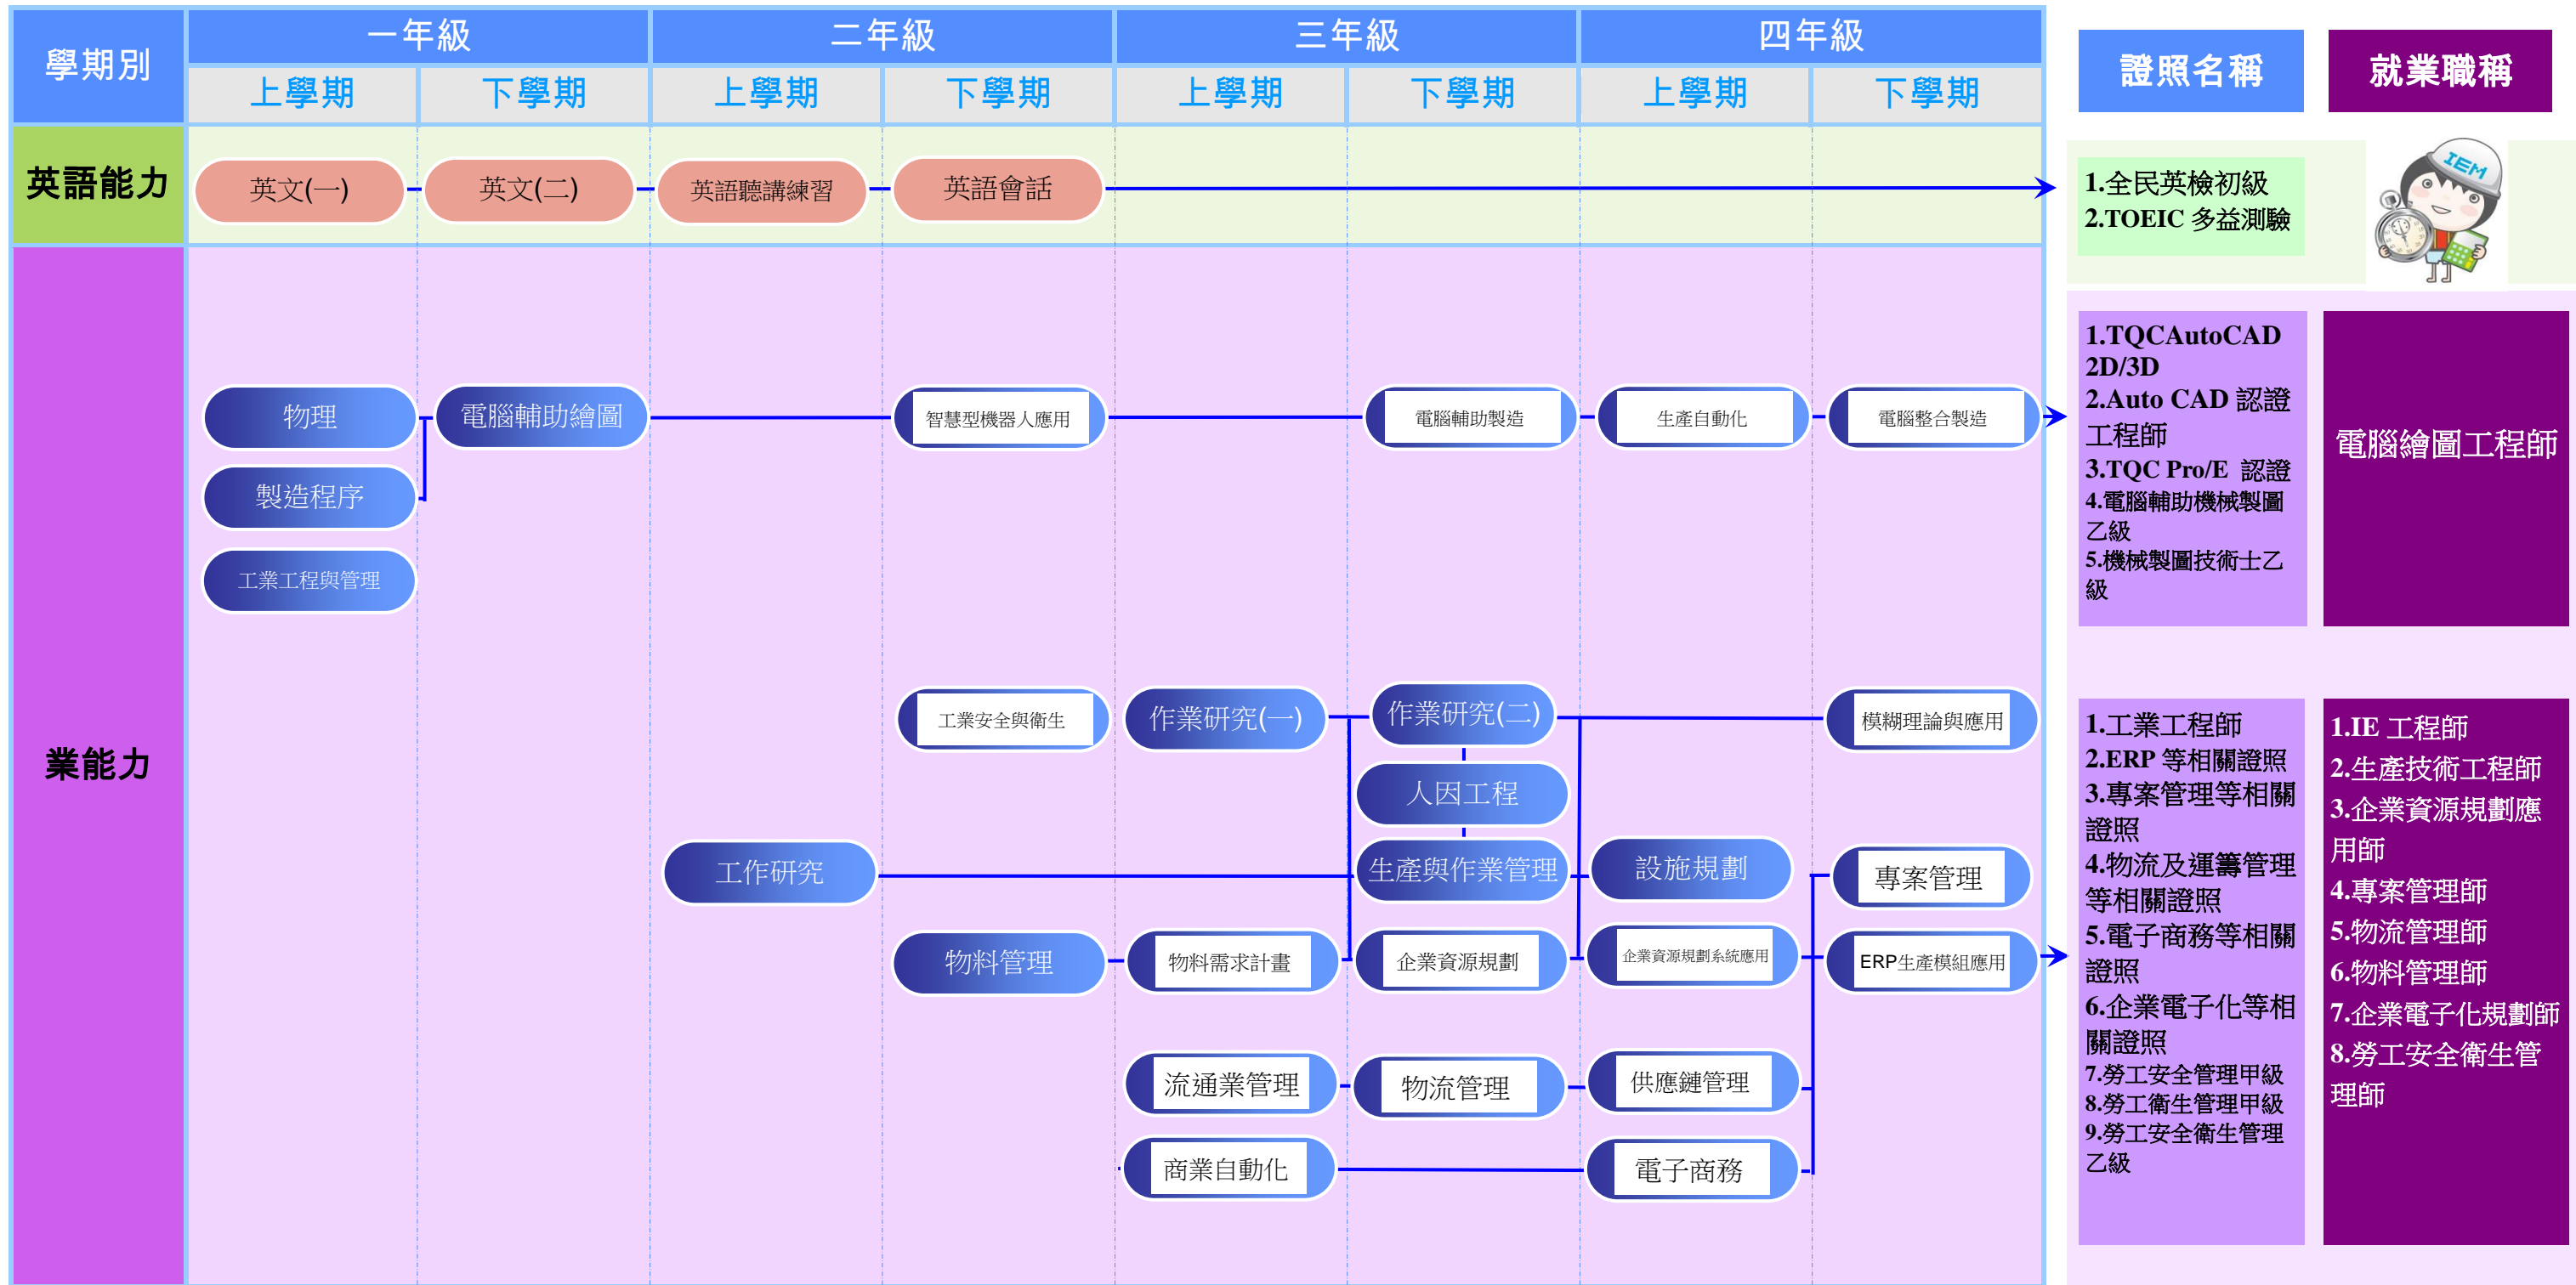 學期別
一年級
二年級
三年級
四年級
證照名稱
就業職稱
上學期
下學期
上學期
下學期
上學期
下學期
上學期
下學期
英語能力
英文(一)
英文(二)
英語聽講練習
英語會話
1.全民英檢初級
2.TOEIC 多益測驗
IEM
業能力
物理
電腦輔助繪圖
智慧型機器人應用
電腦輔助製造
生產自動化
電腦整合製造
製造程序
工業工程與管理
1.TQCAutoCAD
2D/3D
2.Auto CAD 認證
工程師
3.TQC Pro/E 認證
4.電腦輔助機械製圖
乙級
5.機械製圖技術士乙
級
電腦繪圖工程師
工業安全與衛生
作業研究(一)
作業研究(二)
模糊理論與應用
人因工程
工作研究
生產與作業管理
設施規劃
專案管理
物料管理
物料需求計畫
企業資源規劃
企業資源規劃系統應用
ERP生產模組應用
流通業管理
物流管理
供應鏈管理
商業自動化
電子商務
1.工業工程師
2.ERP 等相關證照
3.專案管理等相關
證照
4.物流及運籌管理
等相關證照
5.電子商務等相關
證照
6.企業電子化等相
關證照
7.勞工安全管理甲級
8.勞工衛生管理甲級
9.勞工安全衛生管理
乙級
1.IE 工程師
2.生產技術工程師
3.企業資源規劃應
用師
4.專案管理師
5.物流管理師
6.物料管理師
7.企業電子化規劃師
8.勞工安全衛生管
理師